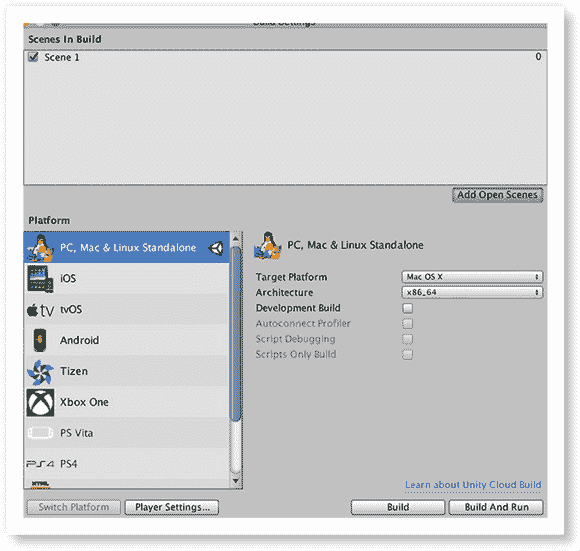 Build Settings
Scenes In Build
Scene 1 0
Add Open Scenes
Platform
PC, Mac & Linux Standalone
iOS
tv tvOS
Android
Tizen
Xbox One
PS Vita
PS4 PS4
HTML
PC, Mac & Linux Standalone
Target Platform Mac OS X
Architecture x86_64
Development Build
Autoconnect Profiler
Script Debugging
Scripts Only Build
Learn about Unity Cloud Build
Switch Platform Player Settings... Build Build And Run